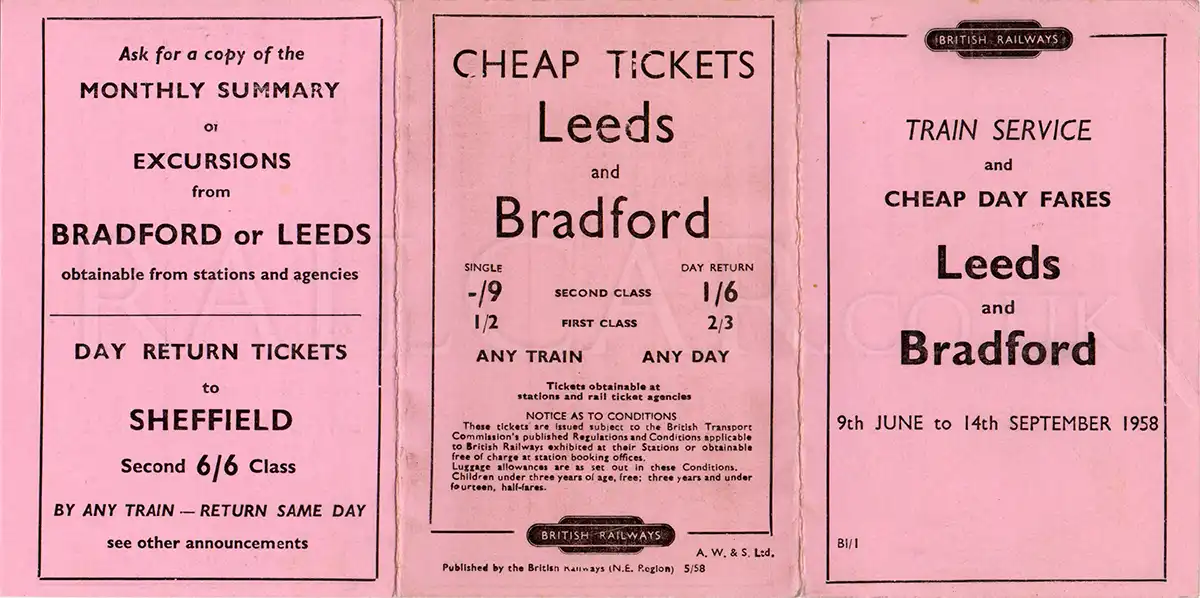 Ask for a copy of the
MONTHLY SUMMARY
of
EXCURSIONS
from
BRADFORD or LEEDS
obtainable from stations and agencies
DAY RETURN TICKETS
to
SHEFFIELD
Second 6/6 Class
BY ANY TRAIN — RETURN SAME DAY
see other announcements
CHEAP TICKETS
Leeds
and
Bradford
SINGLE DAY RETURN
-/9 SECOND CLASS 1/6
1/2 FIRST CLASS 2/3
ANY TRAIN ANY DAY
Tickets obtainable at
stations and rail ticket agencies
NOTICE AS TO CONDITIONS
These tickets are issued subject to the British Transport
Commission's published Regulations and Conditions applicable
to British Railways exhibited at their Stations or obtainable
free of charge at station booking offices.
Luggage allowances are as set out in these Conditions.
Children under three years of age, free; three years and under
fourteen, half-fares.
BRITISH RAILWAYS
A. W. & S. Ltd.
Published by the British Railways (N.E. Region) 5/58
BRITISH RAILWAYS
TRAIN SERVICE
and
CHEAP DAY FARES
Leeds
and
Bradford
9th JUNE to 14th SEPTEMBER 1958
B1/1
RAILCAR.CO.UK